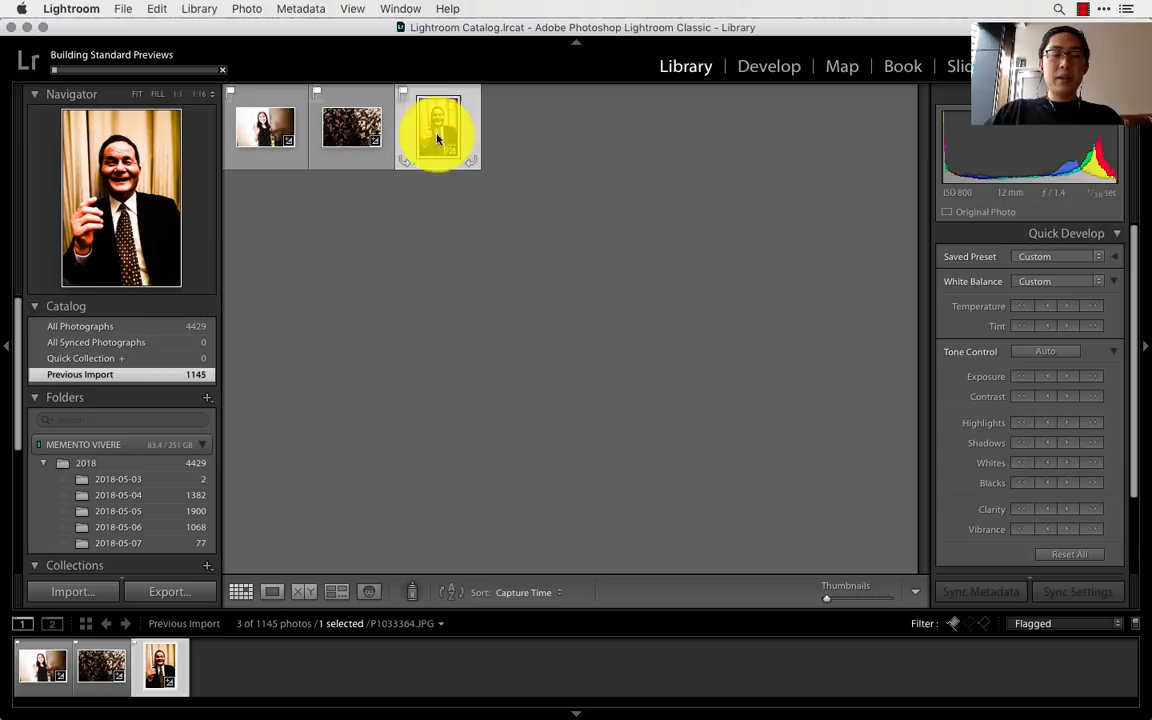 Lightroom File Edit Library Photo Metadata View Window Help
Lightroom Catalog.lrcat - Adobe Photoshop Lightroom Classic - Library
Lr Building Standard Previews
Library Develop Map Book
Navigator FIT FILL 1:1 1:16
ISO 800 12 mm ƒ / 1.4 1/30 sec
Original Photo
Quick Develop
Saved Preset Custom
White Balance Custom
Temperature
Tint
Tone Control Auto
Exposure
Contrast
Highlights
Shadows
Whites
Blacks
Clarity
Vibrance
Reset All
Catalog
All Photographs 4429
All Synced Photographs 0
Quick Collection + 0
Previous Import 1145
Folders +
MEMENTO VIVERE 83.4 / 251 GB
2018 4429
2018-05-03 2
2018-05-04 1382
2018-05-05 1900
2018-05-06 1068
2018-05-07 77
Collections +
Import... Export...
XY Sort: Capture Time Thumbnails
Sync Metadata Sync Settings
1 2 Previous Import 3 of 1145 photos / 1 selected / P1033364.JPG Filter : Flagged